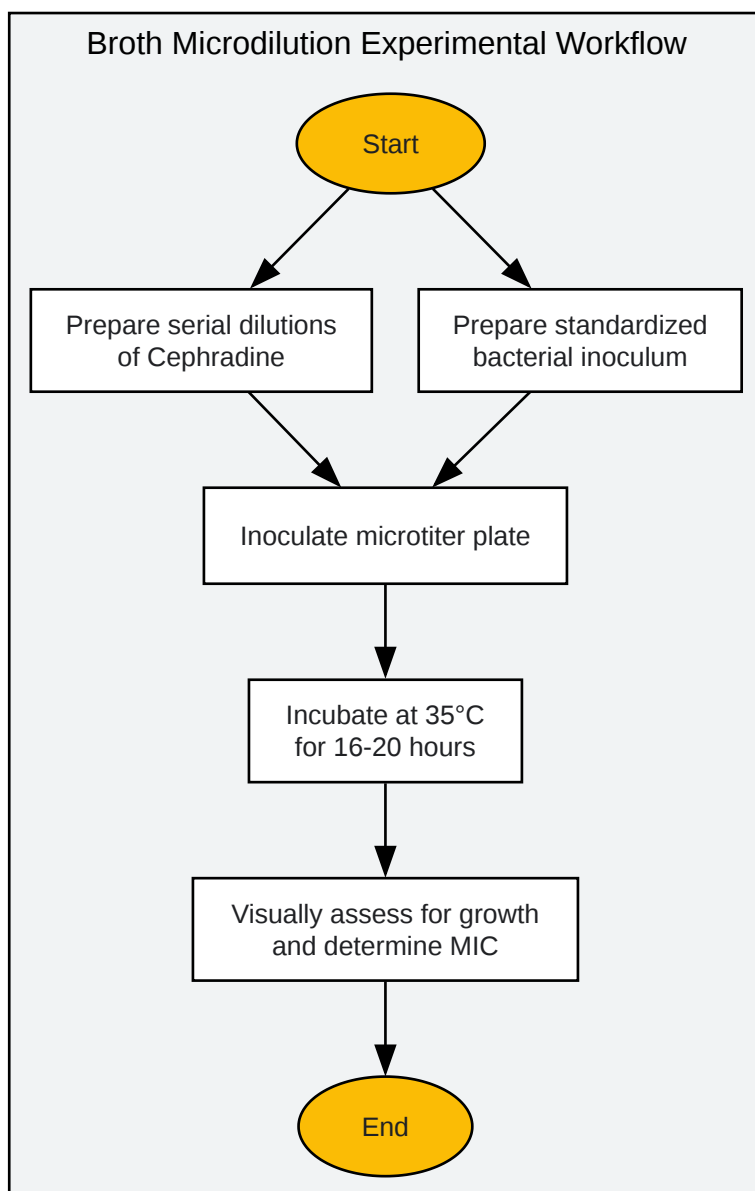 Broth Microdilution Experimental Workflow
Start
Prepare serial dilutions
of Cephradine
Prepare standardized
bacterial inoculum
Inoculate microtiter plate
Incubate at 35°C
for 16-20 hours
Visually assess for growth
and determine MIC
End